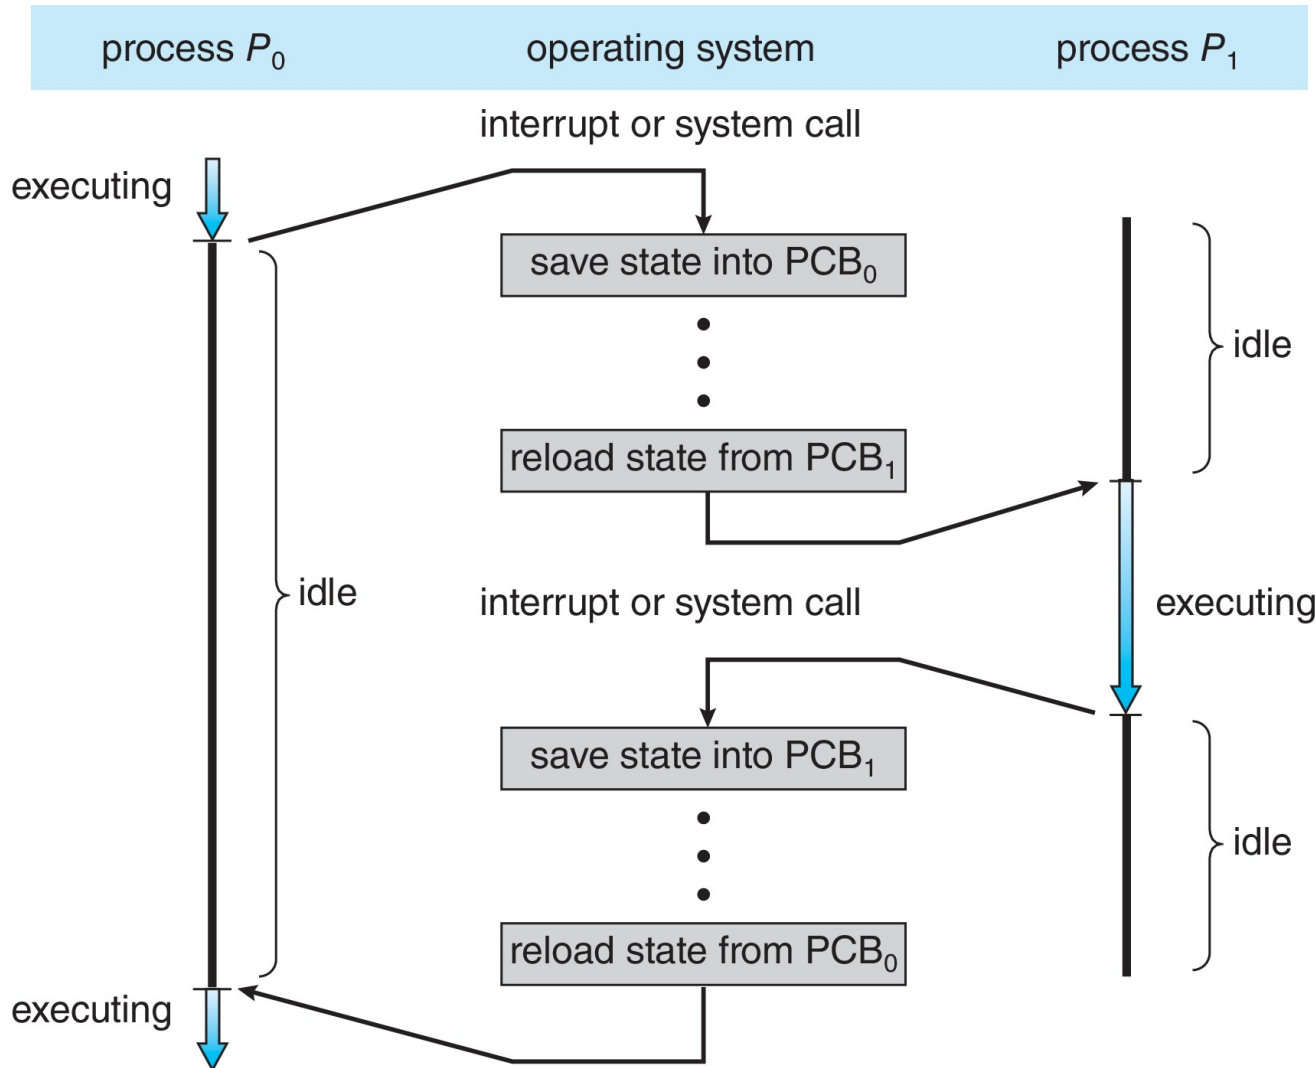 process P₀ operating system process P₁
interrupt or system call
executing
save state into PCB₀
idle
reload state from PCB₁
idle
interrupt or system call
executing
save state into PCB₁
idle
reload state from PCB₀
executing